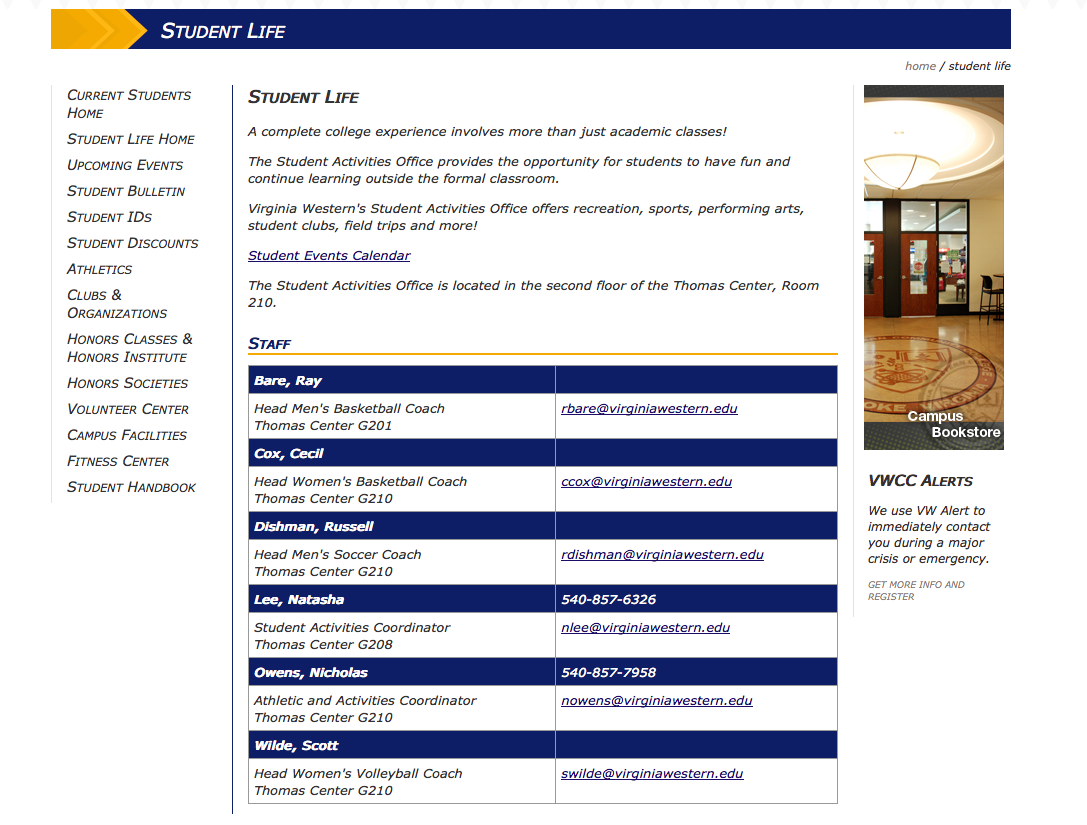 Student Life
home / student life
Current Students
Home
Student Life Home
Upcoming Events
Student Bulletin
Student IDs
Student Discounts
Athletics
Clubs &
Organizations
Honors Classes &
Honors Institute
Honors Societies
Volunteer Center
Campus Facilities
Fitness Center
Student Handbook
Student Life
A complete college experience involves more than just academic classes!
The Student Activities Office provides the opportunity for students to have fun and
continue learning outside the formal classroom.
Virginia Western's Student Activities Office offers recreation, sports, performing arts,
student clubs, field trips and more!
Student Events Calendar
The Student Activities Office is located in the second floor of the Thomas Center, Room
210.
Staff
Bare, Ray
Head Men's Basketball Coach rbare@virginiawestern.edu
Thomas Center G201
Cox, Cecil
Head Women's Basketball Coach ccox@virginiawestern.edu
Thomas Center G210
Dishman, Russell
Head Men's Soccer Coach rdishman@virginiawestern.edu
Thomas Center G210
Lee, Natasha 540-857-6326
Student Activities Coordinator nlee@virginiawestern.edu
Thomas Center G208
Owens, Nicholas 540-857-7958
Athletic and Activities Coordinator nowens@virginiawestern.edu
Thomas Center G210
Wilde, Scott
Head Women's Volleyball Coach swilde@virginiawestern.edu
Thomas Center G210
Campus
Bookstore
VWCC Alerts
We use VW Alert to
immediately contact
you during a major
crisis or emergency.
GET MORE INFO AND
REGISTER